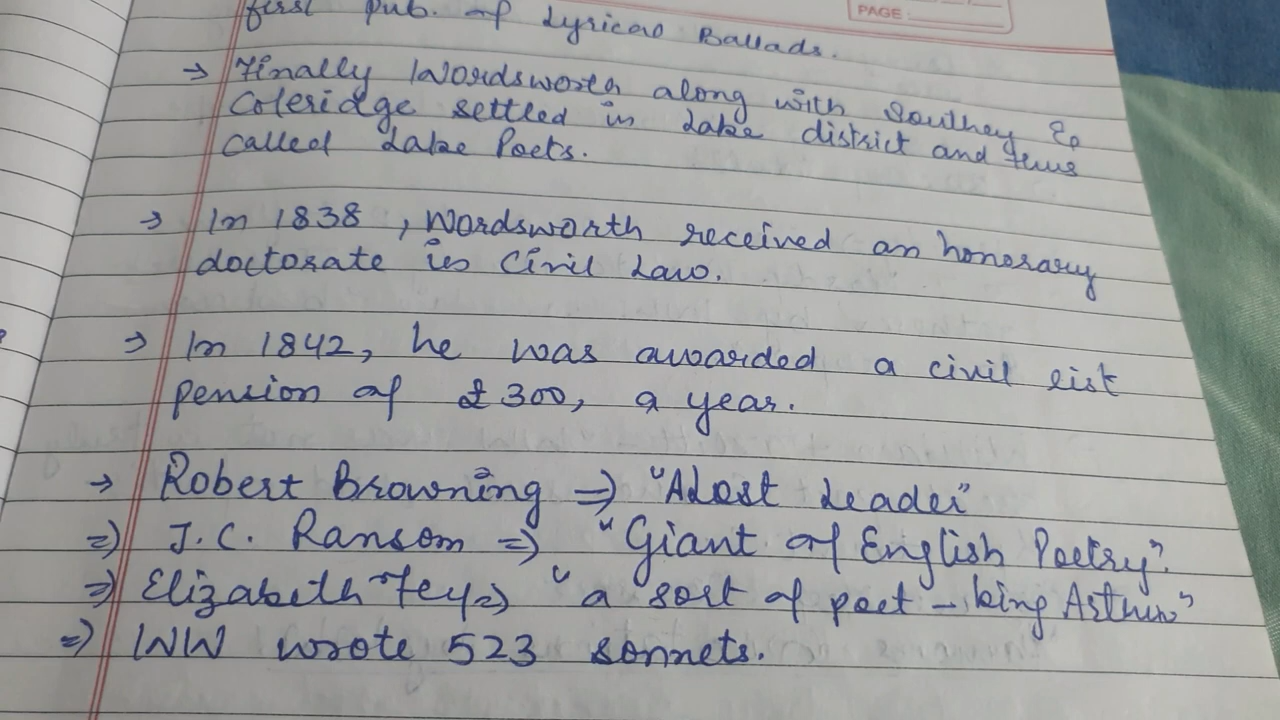 PAGE
first pub. of Lyrical Ballads.
→ Finally Wordsworth along with Southey &
Coleridge settled in Lake district and thus
called Lake Poets.
→ In 1838, Wordsworth received an honorary
doctorate in Civil Law.
→ In 1842, he was awarded a civil list
pension of £300, a year.
→ Robert Browning ⇒ "A Lost Leader"
⇒ J.C. Ransom ⇒ "Giant of English Poetry".
⇒ Elizabeth ⇒ "a sort of poet - king Arthur"
⇒ WW wrote 523 sonnets.